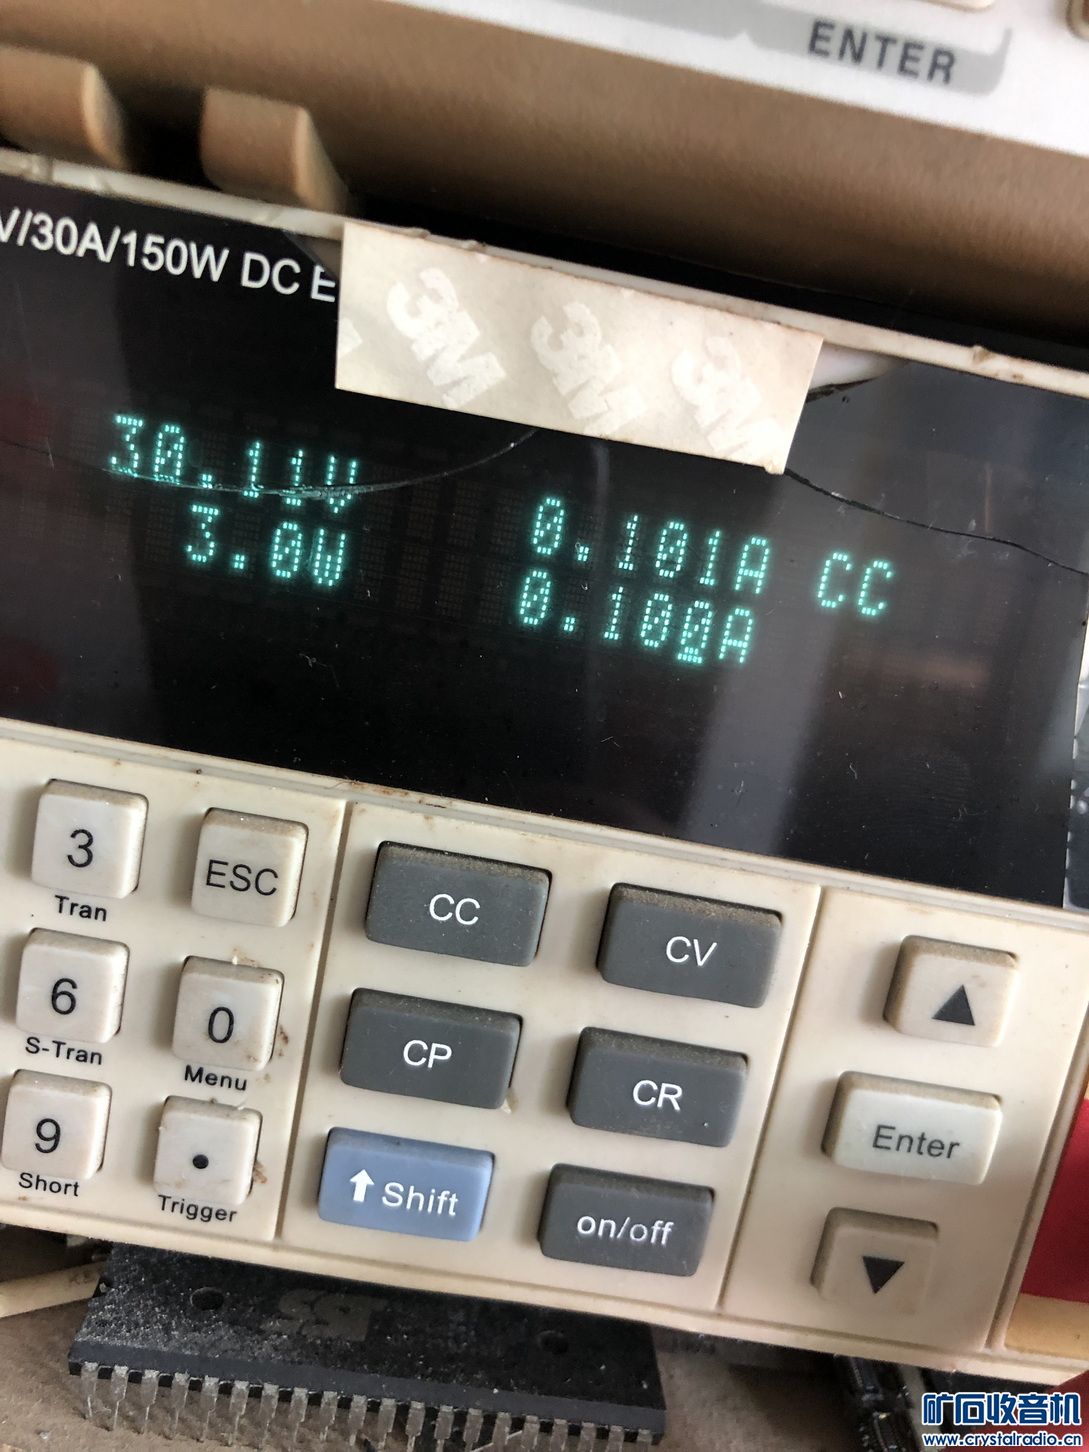 ENTER
V/30A/150W DC E
3M 3M 3M
30.11V 0.101A CC
3.0W 0.100A
3
Tran
ESC
CC
CV
6
S-Tran
0
Menu
CP
CR
Enter
9
Short
.
Trigger
Shift
on/off
矿石收音机
www.crystalradio.cn